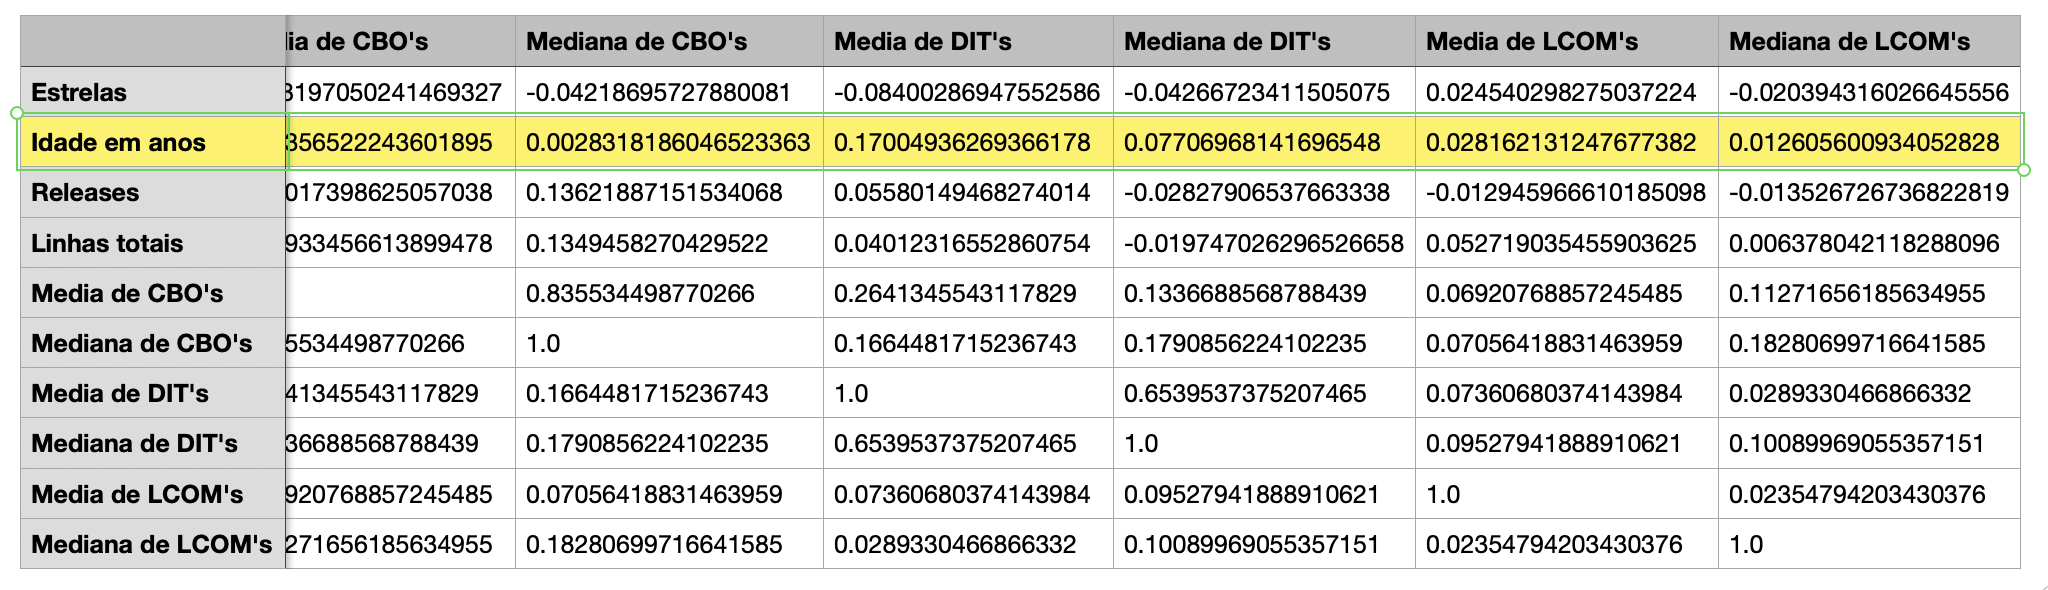 ia de CBO's Mediana de CBO's Media de DIT's Mediana de DIT's Media de LCOM's Mediana de LCOM's
Estrelas 3197050241469327 -0.04218695727880081 -0.08400286947552586 -0.04266723411505075 0.024540298275037224 -0.020394316026645556
Idade em anos 356522243601895 0.0028318186046523363 0.17004936269366178 0.07706968141696548 0.028162131247677382 0.012605600934052828
Releases 017398625057038 0.13621887151534068 0.05580149468274014 -0.02827906537663338 -0.012945966610185098 -0.013526726736822819
Linhas totais 933456613899478 0.1349458270429522 0.04012316552860754 -0.019747026296526658 0.052719035455903625 0.006378042118288096
Media de CBO's 0.835534498770266 0.2641345543117829 0.1336688568788439 0.06920768857245485 0.11271656185634955
Mediana de CBO's 5534498770266 1.0 0.1664481715236743 0.1790856224102235 0.07056418831463959 0.18280699716641585
Media de DIT's 41345543117829 0.1664481715236743 1.0 0.6539537375207465 0.07360680374143984 0.0289330466866332
Mediana de DIT's 36688568788439 0.1790856224102235 0.6539537375207465 1.0 0.09527941888910621 0.10089969055357151
Media de LCOM's 920768857245485 0.07056418831463959 0.07360680374143984 0.09527941888910621 1.0 0.02354794203430376
Mediana de LCOM's 271656185634955 0.18280699716641585 0.0289330466866332 0.10089969055357151 0.02354794203430376 1.0